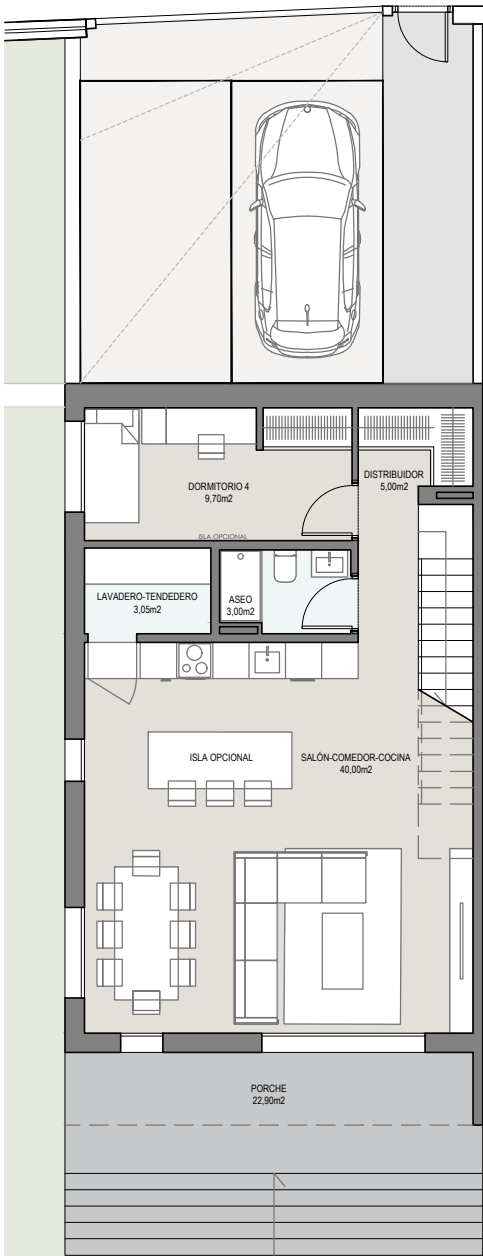 DORMITORIO 4
9,70m2
DISTRIBUIDOR
5,00m2
ISLA OPCIONAL
LAVADERO-TENDEDERO
3,05m2
ASEO
3,00m2
ISLA OPCIONAL
SALÓN-COMEDOR-COCINA
40,00m2
PORCHE
22,90m2